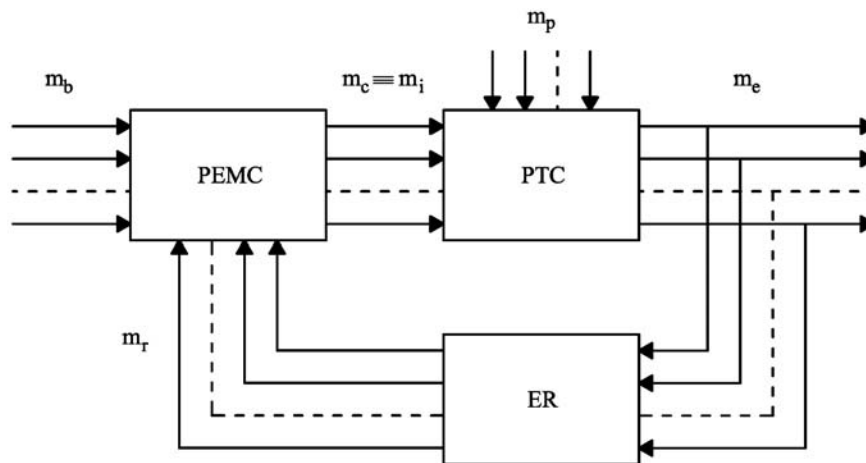 m_p
m_b
m_c≡m_i
m_e
PEMC
PTC
m_r
ER